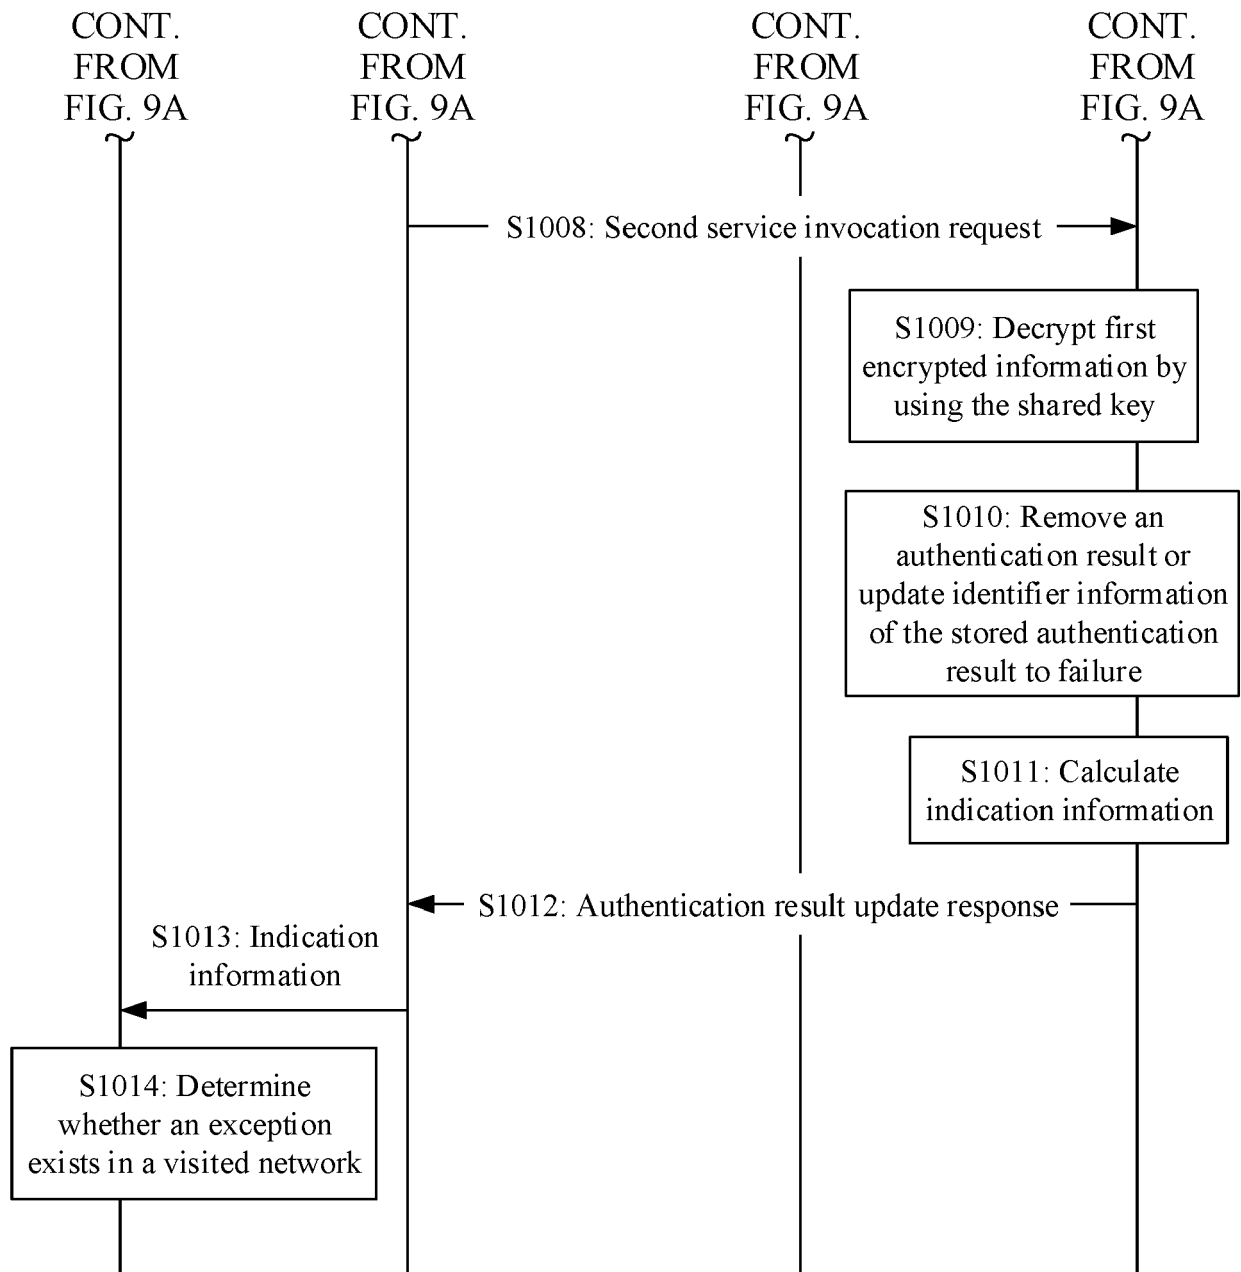 CONT.
FROM
FIG. 9A
CONT.
FROM
FIG. 9A
CONT.
FROM
FIG. 9A
CONT.
FROM
FIG. 9A
S1008: Second service invocation request
S1009: Decrypt first
encrypted information by
using the shared key
S1010: Remove an
authentication result or
update identifier information
of the stored authentication
result to failure
S1011: Calculate
indication information
S1012: Authentication result update response
S1013: Indication
information
S1014: Determine
whether an exception
exists in a visited network